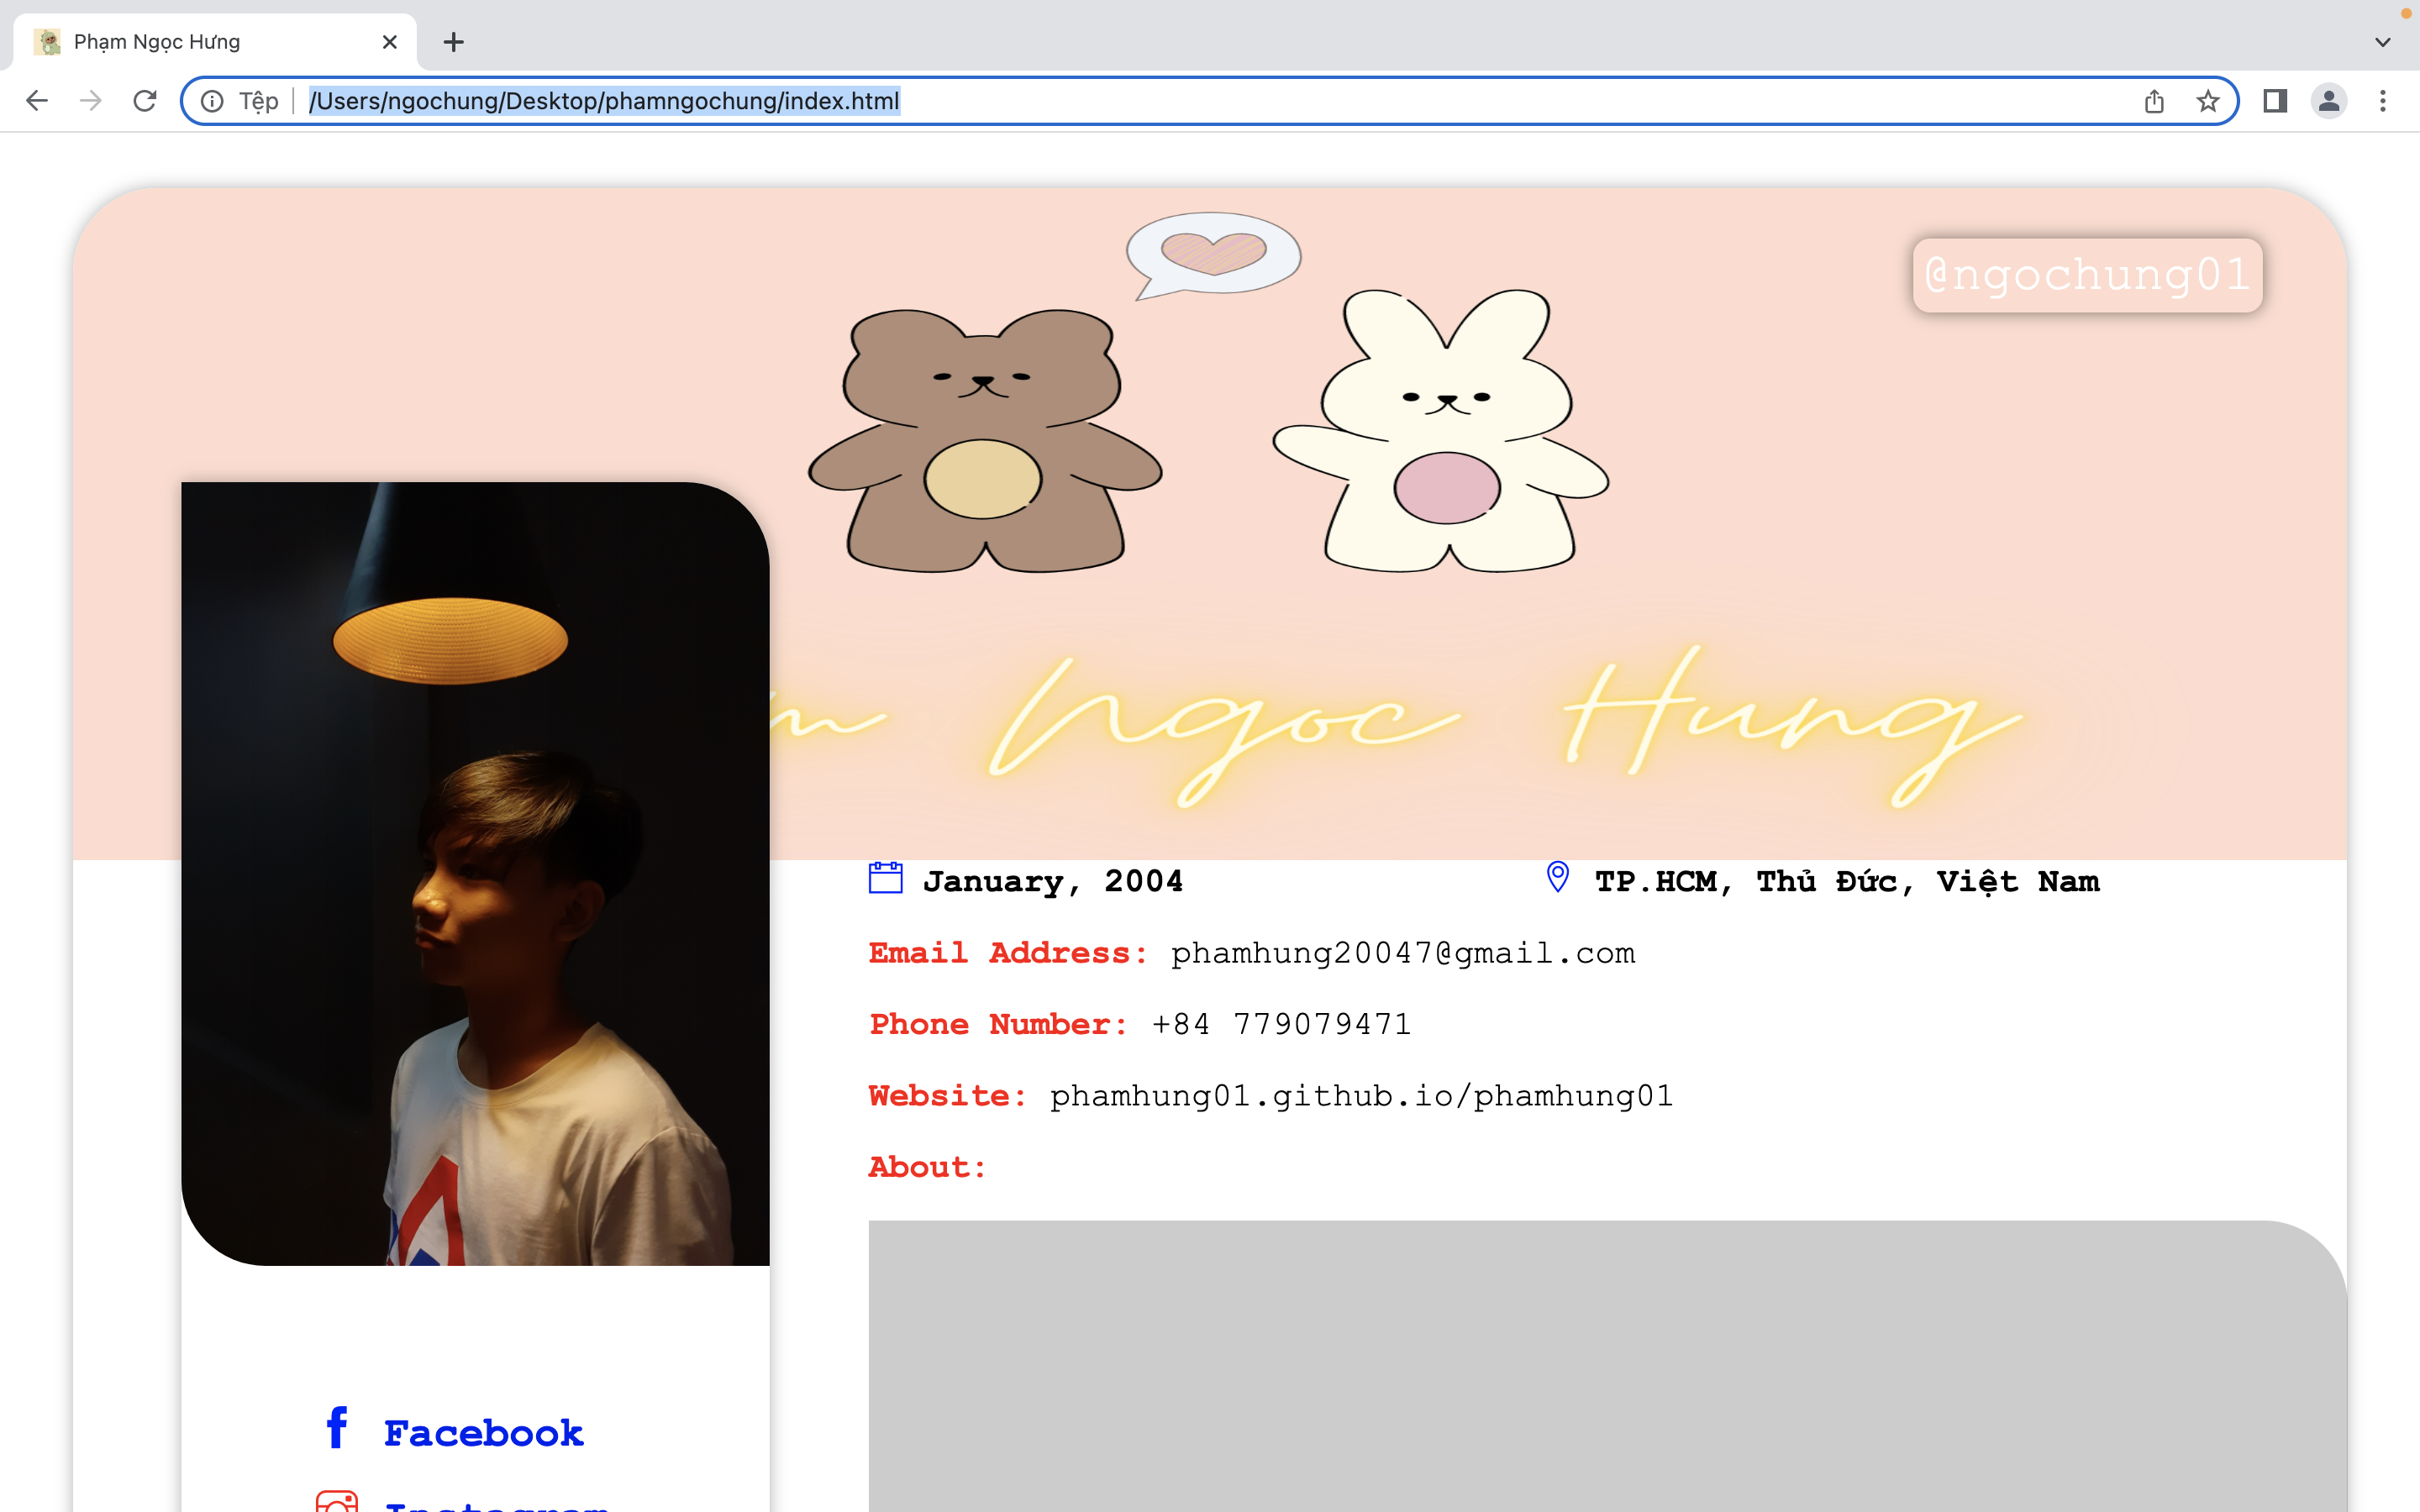 Phạm Ngọc Hưng
Tệp /Users/ngochung/Desktop/phamngochung/index.html
@ngochung01
m Ngoc Hung
January, 2004
TP.HCM, Thủ Đức, Việt Nam
Email Address: phamhung20047@gmail.com
Phone Number: +84 779079471
Website: phamhung01.github.io/phamhung01
About:
Facebook
Instagram